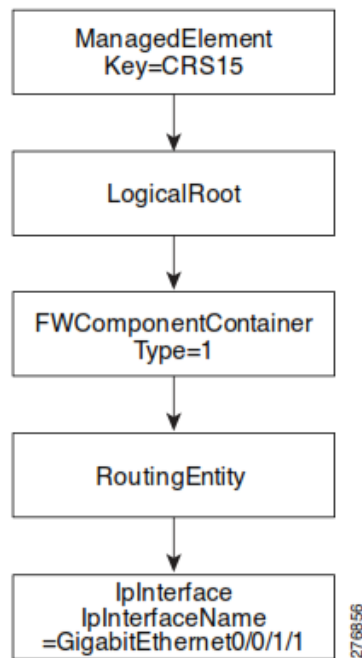 ManagedElement
Key=CRS15
LogicalRoot
FWComponentContainer
Type=1
RoutingEntity
IpInterface
IpInterfaceName
=GigabitEthernet0/0/1/1
276856